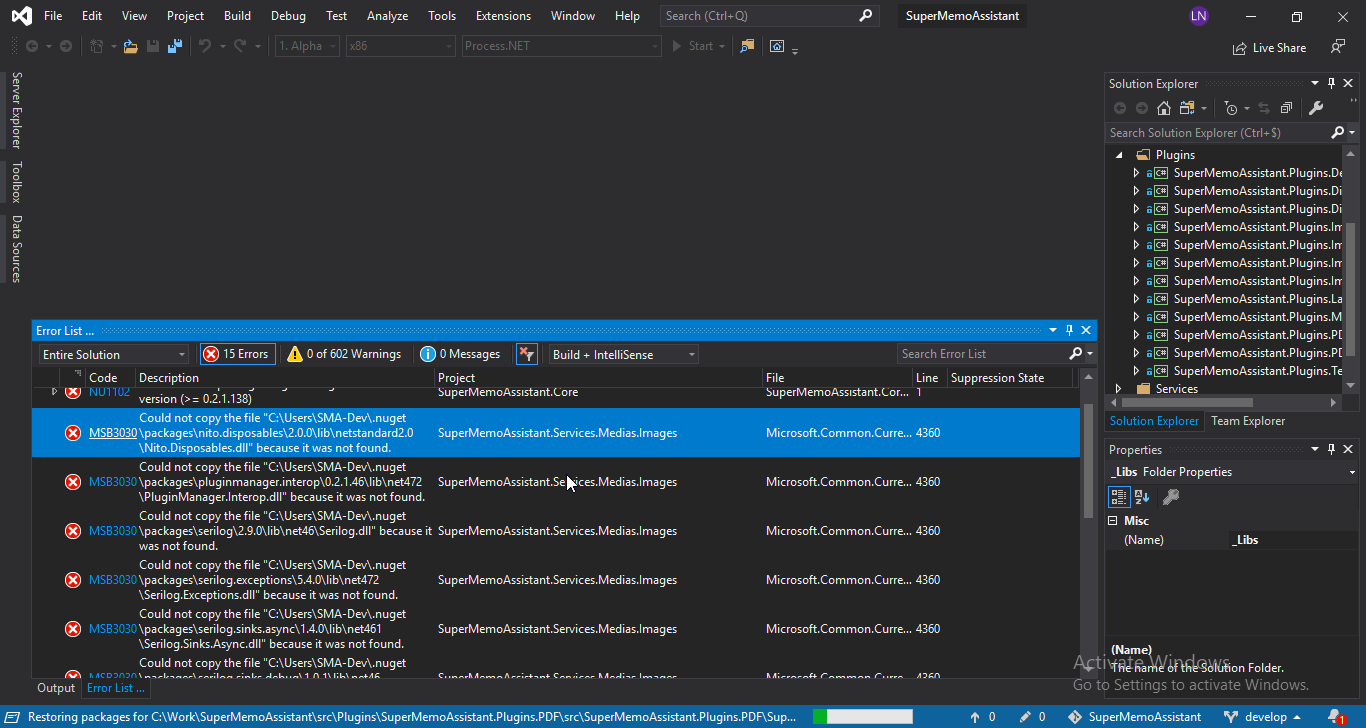 File Edit View Project Build Debug Test Analyze Tools Extensions Window Help Search (Ctrl+Q) SuperMemoAssistant LN
1. Alpha x86 Process.NET Start Live Share
Server Explorer
Toolbox
Data Sources
Solution Explorer
Search Solution Explorer (Ctrl+$)
Plugins
C# SuperMemoAssistant.Plugins.De
C# SuperMemoAssistant.Plugins.Di
C# SuperMemoAssistant.Plugins.Di
C# SuperMemoAssistant.Plugins.Im
C# SuperMemoAssistant.Plugins.Im
C# SuperMemoAssistant.Plugins.Im
C# SuperMemoAssistant.Plugins.Im
C# SuperMemoAssistant.Plugins.La
C# SuperMemoAssistant.Plugins.M
C# SuperMemoAssistant.Plugins.PD
C# SuperMemoAssistant.Plugins.PD
C# SuperMemoAssistant.Plugins.Te
Services
Solution Explorer Team Explorer
Properties
_Libs Folder Properties
Misc
(Name) _Libs
(Name)
The name of the Solution Folder.
Activate Windows
Go to Settings to activate Windows.
Error List ...
Entire Solution 15 Errors 0 of 602 Warnings 0 Messages Build + IntelliSense Search Error List
Code Description Project File Line Suppression State
NU1102 version (>= 0.2.1.138) SuperMemoAssistant.Core SuperMemoAssistant.Cor... 1
Could not copy the file "C:\Users\SMA-Dev\.nuget
MSB3030 \packages\nito.disposables\2.0.0\lib\netstandard2.0 SuperMemoAssistant.Services.Medias.Images Microsoft.Common.Curre... 4360
\Nito.Disposables.dll" because it was not found.
Could not copy the file "C:\Users\SMA-Dev\.nuget
MSB3030 \packages\pluginmanager.interop\0.2.1.46\lib\net472 SuperMemoAssistant.Services.Medias.Images Microsoft.Common.Curre... 4360
\PluginManager.Interop.dll" because it was not found.
Could not copy the file "C:\Users\SMA-Dev\.nuget
MSB3030 \packages\serilog\2.9.0\lib\net46\Serilog.dll" because it SuperMemoAssistant.Services.Medias.Images Microsoft.Common.Curre... 4360
was not found.
Could not copy the file "C:\Users\SMA-Dev\.nuget
MSB3030 \packages\serilog.exceptions\5.4.0\lib\net472 SuperMemoAssistant.Services.Medias.Images Microsoft.Common.Curre... 4360
\Serilog.Exceptions.dll" because it was not found.
Could not copy the file "C:\Users\SMA-Dev\.nuget
MSB3030 \packages\serilog.sinks.async\1.4.0\lib\net461 SuperMemoAssistant.Services.Medias.Images Microsoft.Common.Curre... 4360
\Serilog.Sinks.Async.dll" because it was not found.
Could not copy the file "C:\Users\SMA-Dev\.nuget
MSB3030 \packages\serilog.sinks.debug\1.0.1\lib\net46 SuperMemoAssistant.Services.Medias.Images Microsoft.Common.Curre... 4360
Output Error List ...
Restoring packages for C:\Work\SuperMemoAssistant\src\Plugins\SuperMemoAssistant.Plugins.PDF\src\SuperMemoAssistant.Plugins.PDF\Sup... 0 0 SuperMemoAssistant develop 1